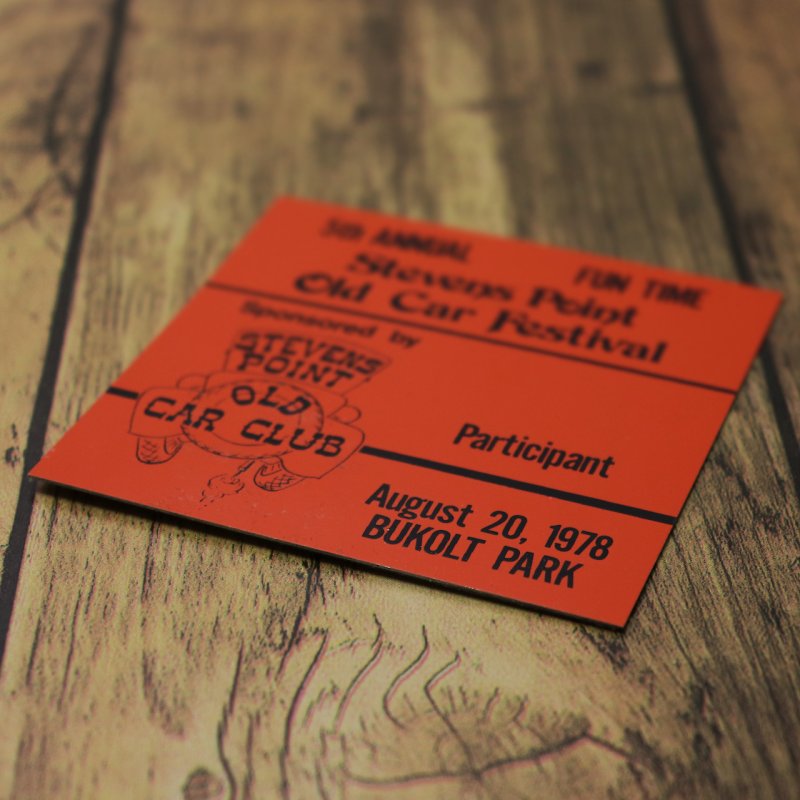 ANNUAL FUN TIME
Stevens Point
Old Car Festival
Sponsored by
STEVENS
POINT
OLD
CAR CLUB
Participant
August 20, 1978
BUKOLT PARK